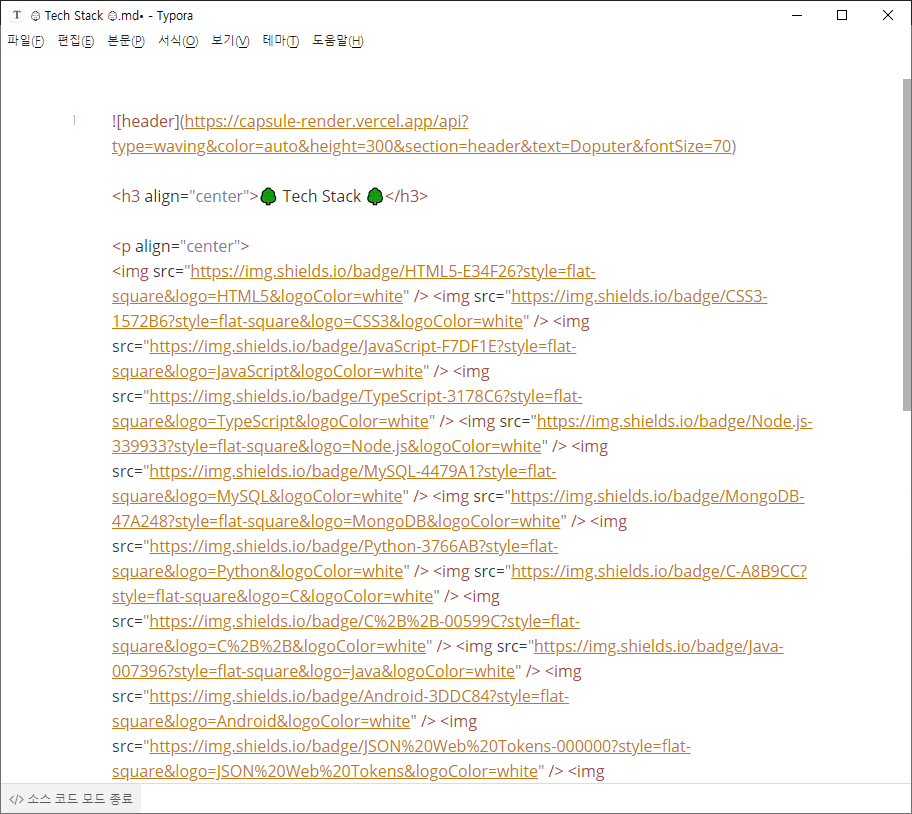 T 🌳 Tech Stack 🌳.md• - Typora
파일(F) 편집(E) 본문(P) 서식(O) 보기(V) 테마(T) 도움말(H)
1
![header](https://capsule-render.vercel.app/api?
type=waving&color=auto&height=300&section=header&text=Doputer&fontSize=70)
<h3 align="center">🌳 Tech Stack 🌳</h3>
<p align="center">
<img src="https://img.shields.io/badge/HTML5-E34F26?style=flat-
square&logo=HTML5&logoColor=white" /> <img src="https://img.shields.io/badge/CSS3-
1572B6?style=flat-square&logo=CSS3&logoColor=white" /> <img
src="https://img.shields.io/badge/JavaScript-F7DF1E?style=flat-
square&logo=JavaScript&logoColor=white" /> <img
src="https://img.shields.io/badge/TypeScript-3178C6?style=flat-
square&logo=TypeScript&logoColor=white" /> <img src="https://img.shields.io/badge/Node.js-
339933?style=flat-square&logo=Node.js&logoColor=white" /> <img
src="https://img.shields.io/badge/MySQL-4479A1?style=flat-
square&logo=MySQL&logoColor=white" /> <img src="https://img.shields.io/badge/MongoDB-
47A248?style=flat-square&logo=MongoDB&logoColor=white" /> <img
src="https://img.shields.io/badge/Python-3766AB?style=flat-
square&logo=Python&logoColor=white" /> <img src="https://img.shields.io/badge/C-A8B9CC?
style=flat-square&logo=C&logoColor=white" /> <img
src="https://img.shields.io/badge/C%2B%2B-00599C?style=flat-
square&logo=C%2B%2B&logoColor=white" /> <img src="https://img.shields.io/badge/Java-
007396?style=flat-square&logo=Java&logoColor=white" /> <img
src="https://img.shields.io/badge/Android-3DDC84?style=flat-
square&logo=Android&logoColor=white" /> <img
src="https://img.shields.io/badge/JSON%20Web%20Tokens-000000?style=flat-
square&logo=JSON%20Web%20Tokens&logoColor=white" /> <img
</> 소스 코드 모드 종료